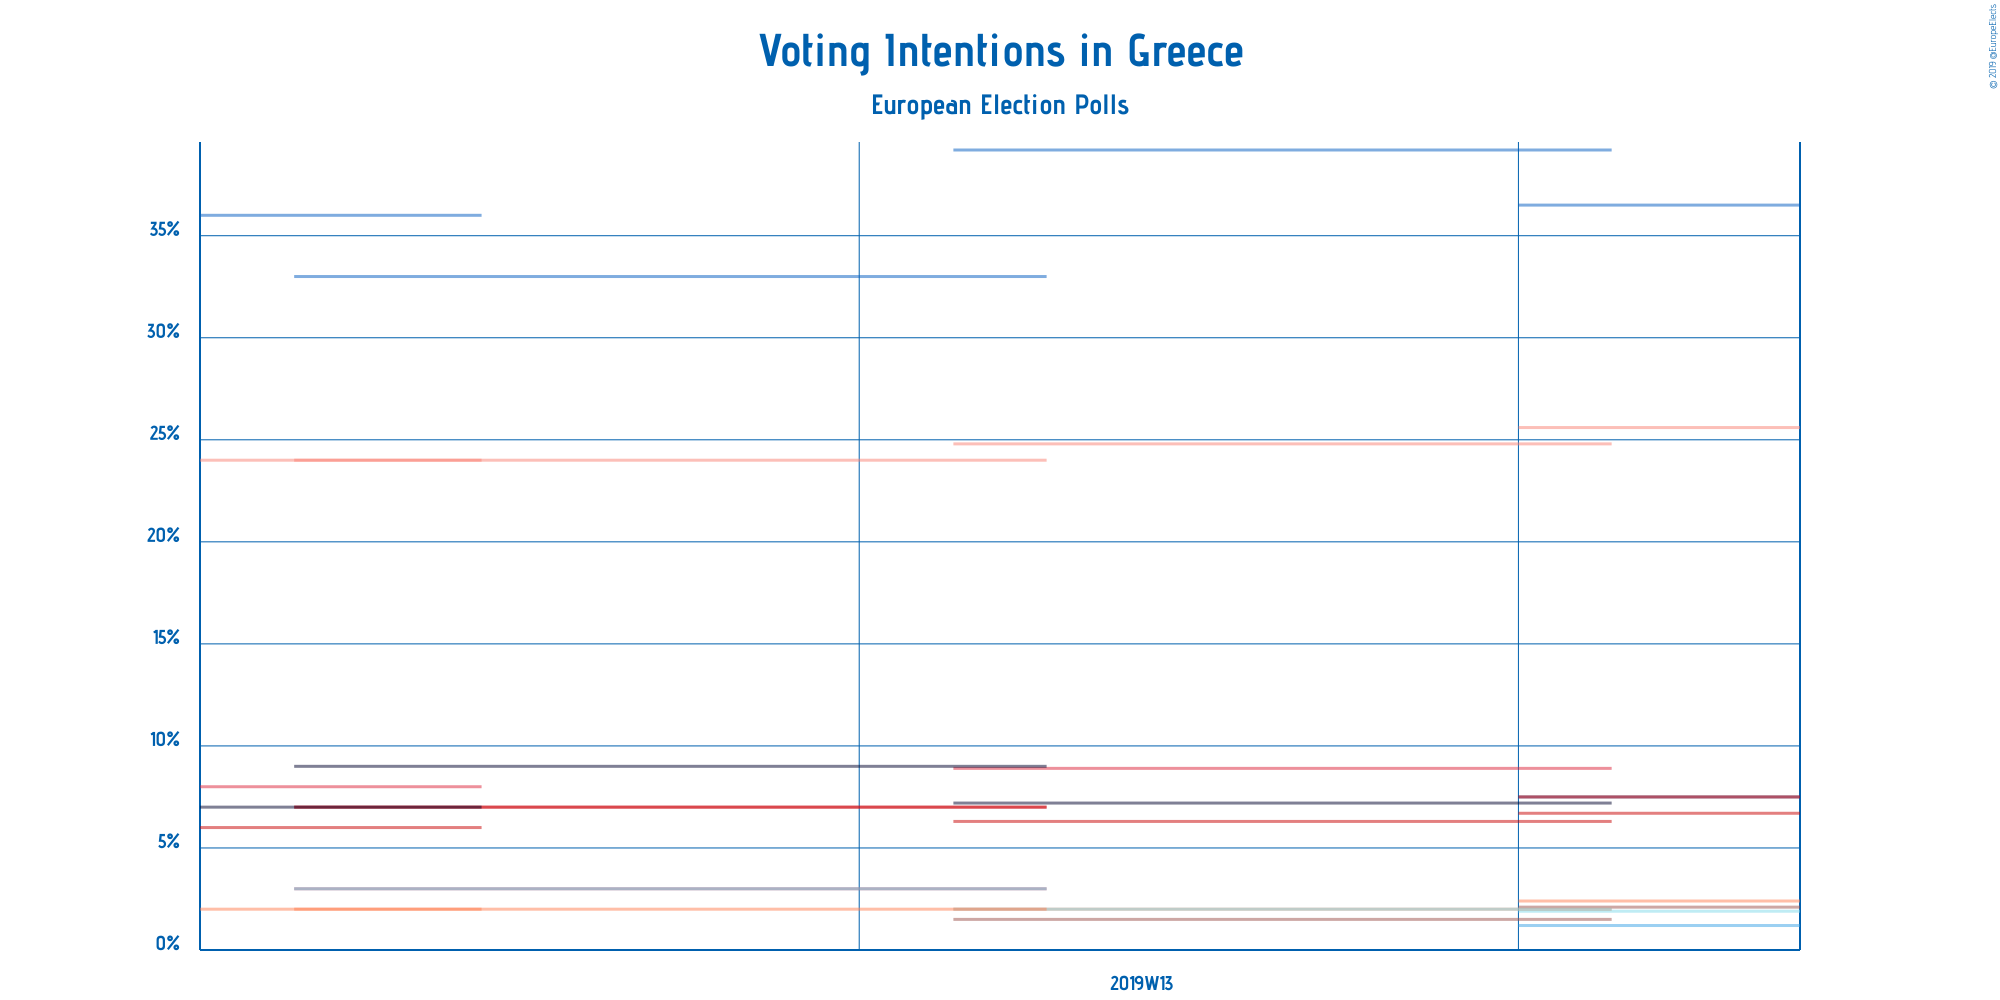 Voting Intentions in Greece
European Election Polls
© 2019 @EuropeElects
35%
30%
25%
20%
15%
10%
5%
0%
2019W13